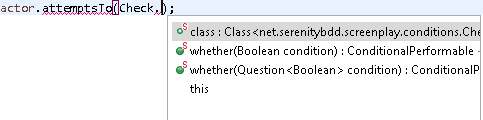 actor.attemptsTo(Check.);
class : Class<net.serenitybdd.screenplay.conditions.Che
whether(Boolean condition) : ConditionalPerformable -
whether(Question<Boolean> condition) : ConditionalP
this